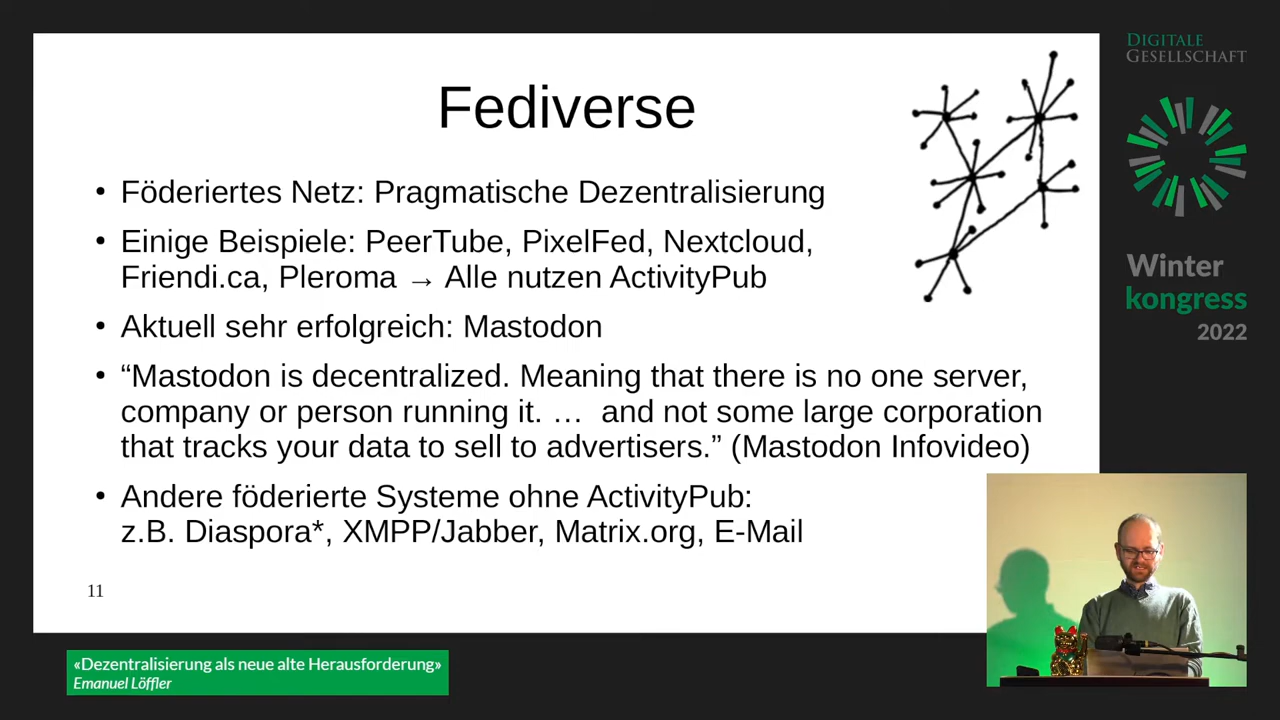 Fediverse
• Föderiertes Netz: Pragmatische Dezentralisierung
• Einige Beispiele: PeerTube, PixelFed, Nextcloud,
Friendi.ca, Pleroma → Alle nutzen ActivityPub
• Aktuell sehr erfolgreich: Mastodon
• “Mastodon is decentralized. Meaning that there is no one server,
company or person running it. … and not some large corporation
that tracks your data to sell to advertisers.” (Mastodon Infovideo)
• Andere föderierte Systeme ohne ActivityPub:
z.B. Diaspora*, XMPP/Jabber, Matrix.org, E-Mail
11
DIGITALE
GESELLSCHAFT
Winter
kongress
2022
«Dezentralisierung als neue alte Herausforderung»
Emanuel Löffler